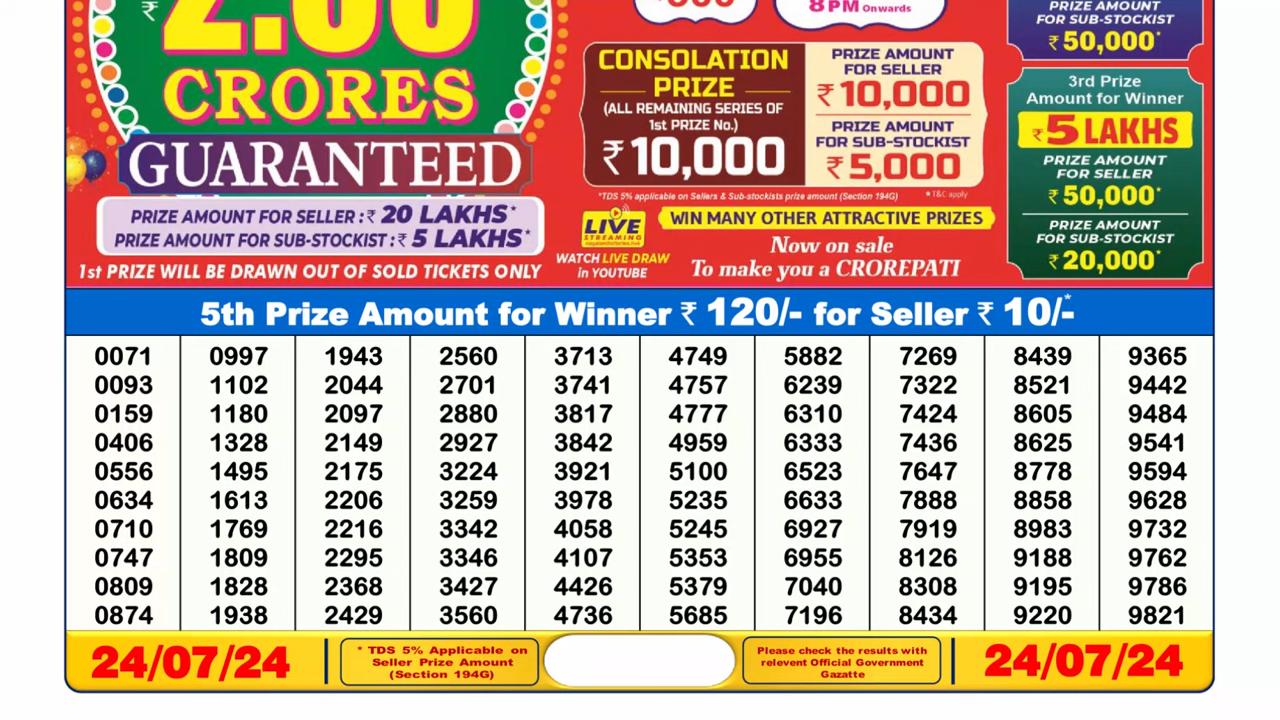 ₹ 2.00
CRORES
GUARANTEED
PRIZE AMOUNT FOR SELLER : ₹ 20 LAKHS*
PRIZE AMOUNT FOR SUB-STOCKIST : ₹ 5 LAKHS*
1st PRIZE WILL BE DRAWN OUT OF SOLD TICKETS ONLY
8 PM Onwards
CONSOLATION
PRIZE
(ALL REMAINING SERIES OF
1st PRIZE No.)
₹ 10,000
PRIZE AMOUNT
FOR SELLER
₹ 10,000
PRIZE AMOUNT
FOR SUB-STOCKIST
₹ 5,000
*TDS 5% applicable on Sellers & Sub-stockists prize amount (Section 194G)
*T&C apply
LIVE
STREAMING
WATCH LIVE DRAW
in YOUTUBE
WIN MANY OTHER ATTRACTIVE PRIZES
Now on sale
To make you a CROREPATI
PRIZE AMOUNT
FOR SUB-STOCKIST
₹ 50,000*
3rd Prize
Amount for Winner
₹ 5 LAKHS
PRIZE AMOUNT
FOR SELLER
₹ 50,000*
PRIZE AMOUNT
FOR SUB-STOCKIST
₹ 20,000*
5th Prize Amount for Winner ₹ 120/- for Seller ₹ 10/-*
0071 0997 1943 2560 3713 4749 5882 7269 8439 9365
0093 1102 2044 2701 3741 4757 6239 7322 8521 9442
0159 1180 2097 2880 3817 4777 6310 7424 8605 9484
0406 1328 2149 2927 3842 4959 6333 7436 8625 9541
0556 1495 2175 3224 3921 5100 6523 7647 8778 9594
0634 1613 2206 3259 3978 5235 6633 7888 8858 9628
0710 1769 2216 3342 4058 5245 6927 7919 8983 9732
0747 1809 2295 3346 4107 5353 6955 8126 9188 9762
0809 1828 2368 3427 4426 5379 7040 8308 9195 9786
0874 1938 2429 3560 4736 5685 7196 8434 9220 9821
24/07/24
* TDS 5% Applicable on
Seller Prize Amount
(Section 194G)
Please check the results with
relevent Official Government
Gazatte
24/07/24